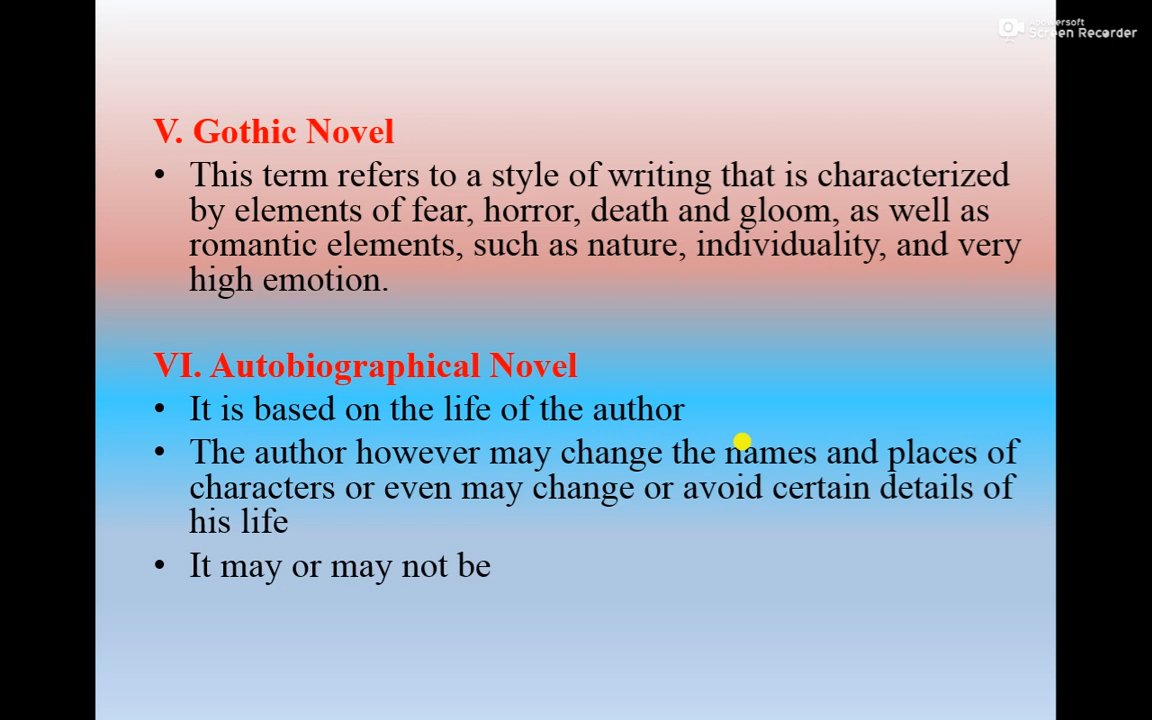 Apowersoft
Screen Recorder
V. Gothic Novel
• This term refers to a style of writing that is characterized
by elements of fear, horror, death and gloom, as well as
romantic elements, such as nature, individuality, and very
high emotion.
VI. Autobiographical Novel
• It is based on the life of the author
• The author however may change the names and places of
characters or even may change or avoid certain details of
his life
• It may or may not be